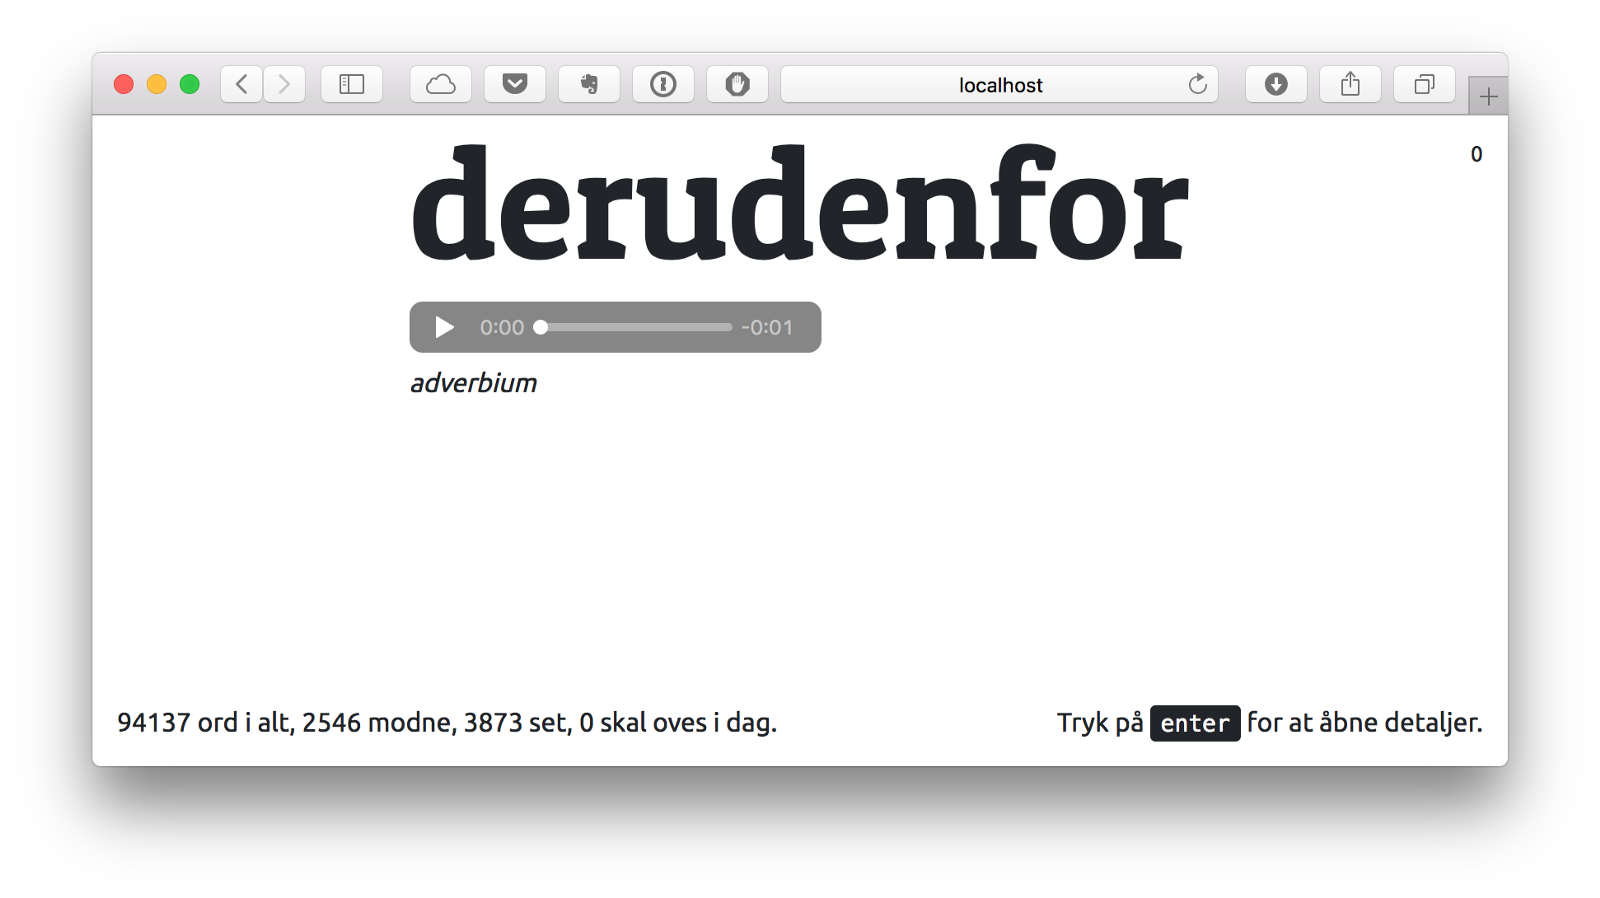 localhost
0
derudenfor
0:00 -0:01
adverbium
94137 ord i alt, 2546 modne, 3873 set, 0 skal oves i dag.
Tryk på enter for at åbne detaljer.